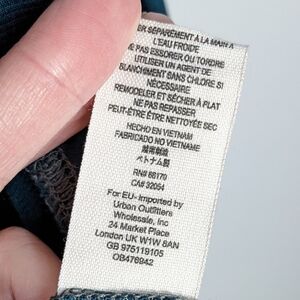 ER SÉPARÉMENT À LA MAIN À
L'EAU FROIDE
NE PAS ESSORER OU TORDRE
UTILISER UN AGENT DE
BLANCHIMENT SANS CHLORE SI
NÉCESSAIRE
REMODELER ET SÉCHER À PLAT
NE PAS REPASSER
PEUT-ÊTRE ÊTRE NETTOYÉE SEC
HECHO EN VIETNAM
FABRICADO NO VIETNAME
越南制造
ベトナム製
RN# 66170
CA# 32054
For EU- Imported by
Urban Outfitters
Wholesale, Inc
24 Market Place
London UK W1W 8AN
GB 975119105
OB476942